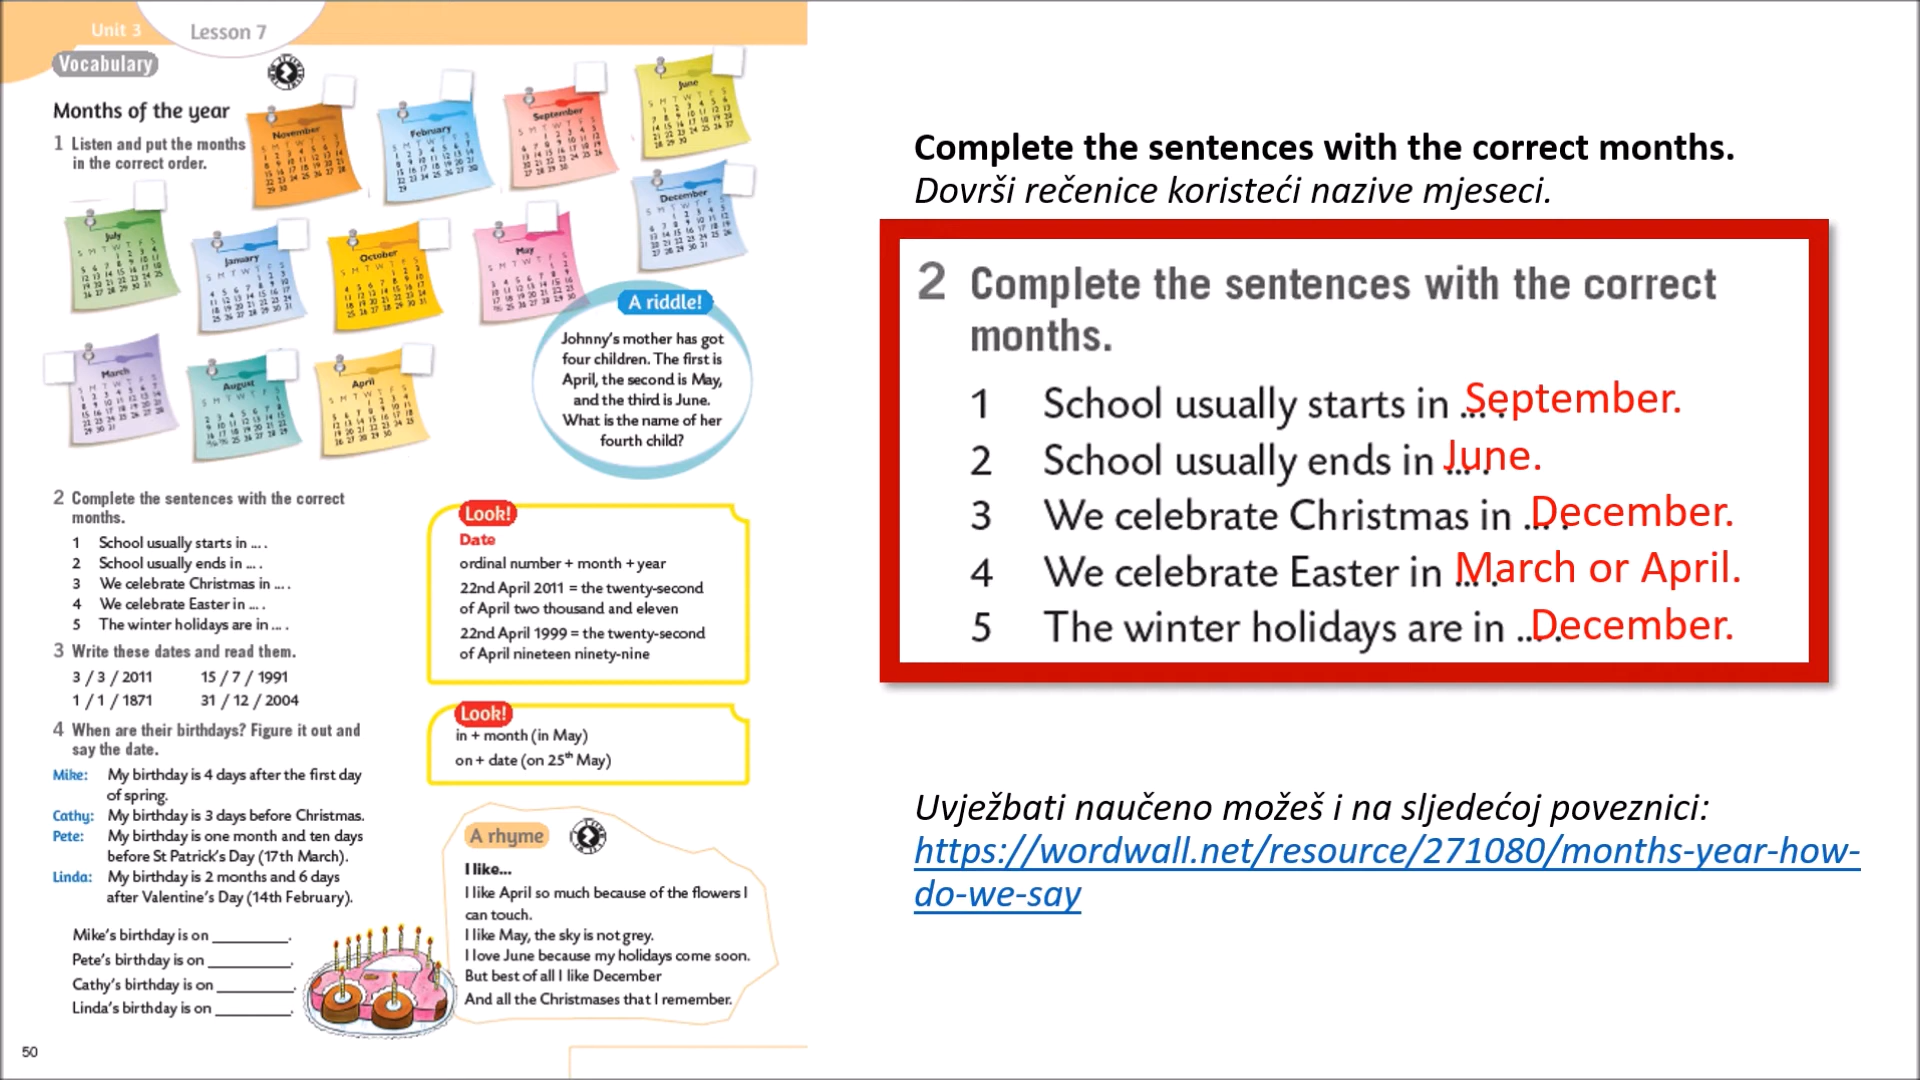 Unit 3
Lesson 7
Vocabulary
Months of the year
1 Listen and put the months
in the correct order.
November
February
September
June
July
January
October
May
December
March
August
April
A riddle!
Johnny's mother has got
four children. The first is
April, the second is May,
and the third is June.
What is the name of her
fourth child?
2 Complete the sentences with the correct
months.
1 School usually starts in ... .
2 School usually ends in ... .
3 We celebrate Christmas in ... .
4 We celebrate Easter in ... .
5 The winter holidays are in ... .
3 Write these dates and read them.
3 / 3 / 2011 15 / 7 / 1991
1 / 1 / 1871 31 / 12 / 2004
4 When are their birthdays? Figure it out and
say the date.
Mike: My birthday is 4 days after the first day
of spring.
Cathy: My birthday is 3 days before Christmas.
Pete: My birthday is one month and ten days
before St Patrick's Day (17th March).
Linda: My birthday is 2 months and 6 days
after Valentine's Day (14th February).
Mike's birthday is on ________.
Pete's birthday is on ________.
Cathy's birthday is on ________.
Linda's birthday is on ________.
50
Look!
Date
ordinal number + month + year
22nd April 2011 = the twenty-second
of April two thousand and eleven
22nd April 1999 = the twenty-second
of April nineteen ninety-nine
Look!
in + month (in May)
on + date (on 25th May)
A rhyme
I like...
I like April so much because of the flowers I
can touch.
I like May, the sky is not grey.
I love June because my holidays come soon.
But best of all I like December
And all the Christmases that I remember.
Complete the sentences with the correct months.
Dovrši rečenice koristeći nazive mjeseci.
2 Complete the sentences with the correct
months.
1 School usually starts in ... . September.
2 School usually ends in ... . June.
3 We celebrate Christmas in ... . December.
4 We celebrate Easter in ... . March or April.
5 The winter holidays are in ... . December.
Uvježbati naučeno možeš i na sljedećoj poveznici:
https://wordwall.net/resource/271080/months-year-how-
do-we-say